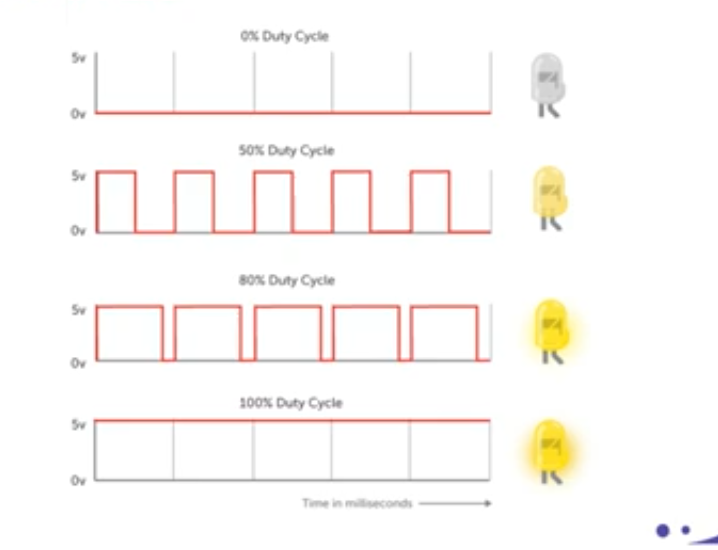 0% Duty Cycle
5v
0v
50% Duty Cycle
5v
0v
80% Duty Cycle
5v
0v
100% Duty Cycle
5v
0v
Time in milliseconds